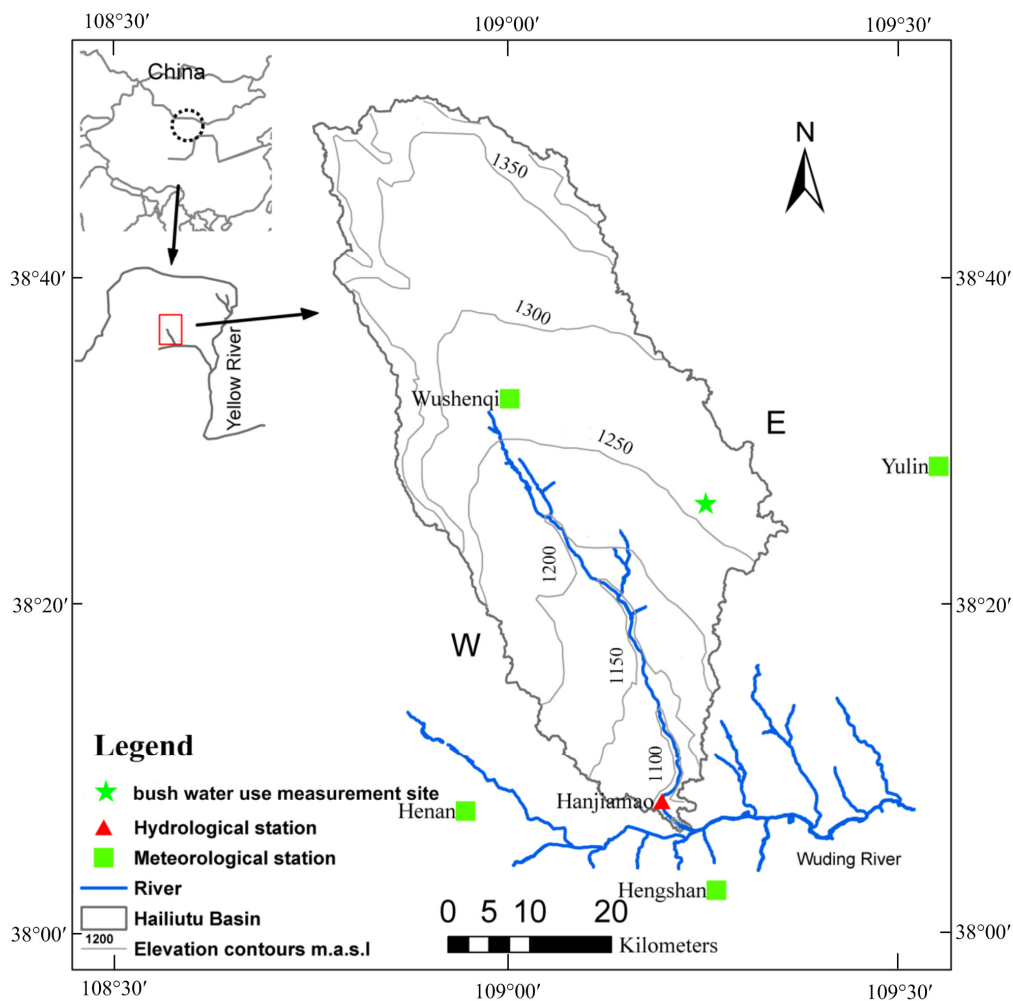 108°30′ 109°00′ 109°30′
China
N
1350
38°40′ 38°40′
1300
Yellow River
Wushenqi
E
1250
Yulin
1200
38°20′ 38°20′
W
1150
Legend
1100
bush water use measurement site
Hanjiamao
Henan
Hydrological station
Meteorological station
Wuding River
River
Hengshan
0 5 10 20
Hailiutu Basin
38°00′ 38°00′
Kilometers
1200
Elevation contours m.a.s.l
108°30′ 109°00′ 109°30′